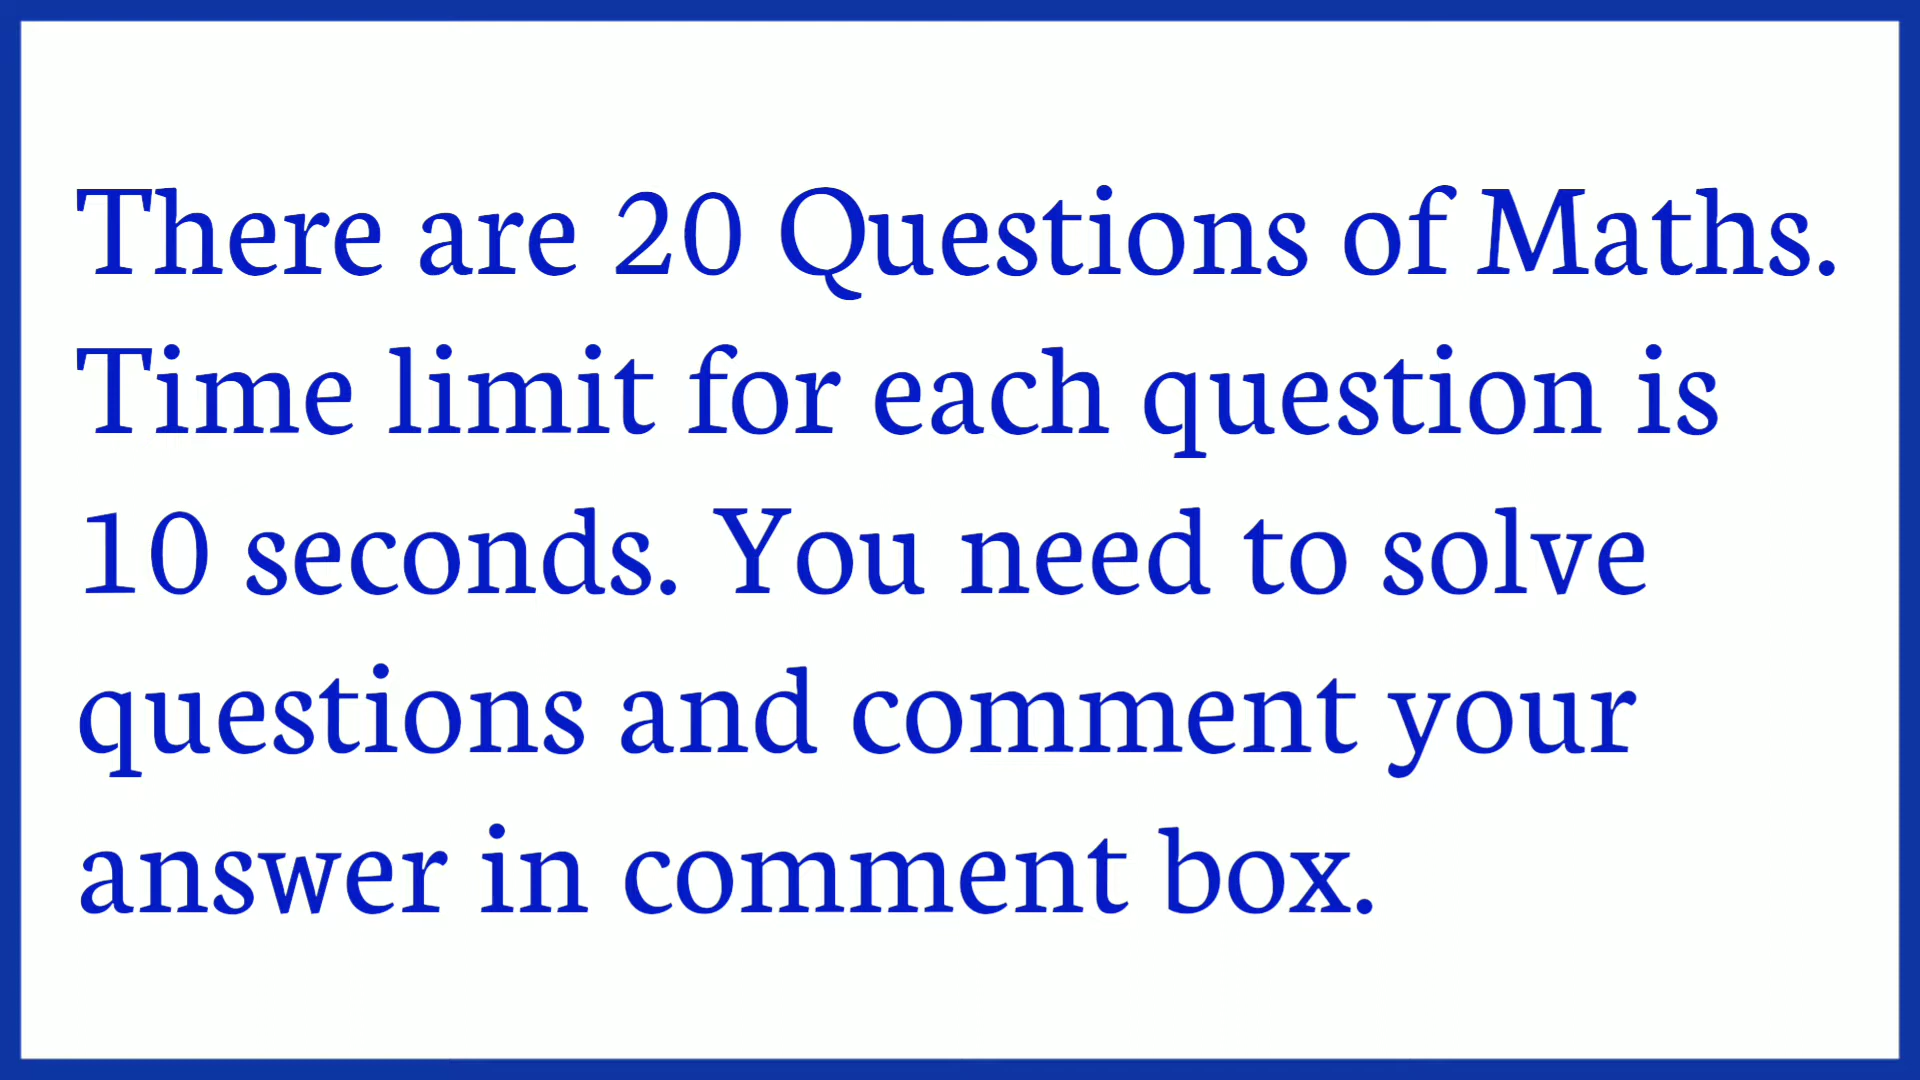 There are 20 Questions of Maths.
Time limit for each question is
10 seconds. You need to solve
questions and comment your
answer in comment box.